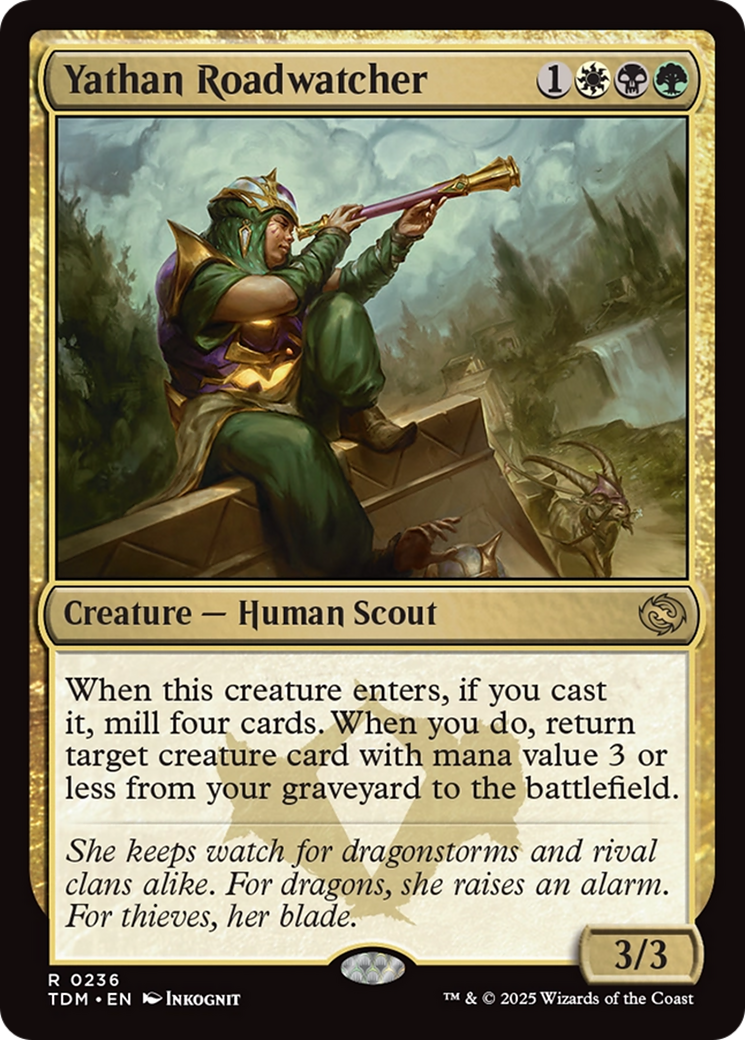 Yathan Roadwatcher 1
Creature — Human Scout
When this creature enters, if you cast
it, mill four cards. When you do, return
target creature card with mana value 3 or
less from your graveyard to the battlefield.
She keeps watch for dragonstorms and rival
clans alike. For dragons, she raises an alarm.
For thieves, her blade.
3/3
R 0236
TDM • EN Inkognit
™ & © 2025 Wizards of the Coast